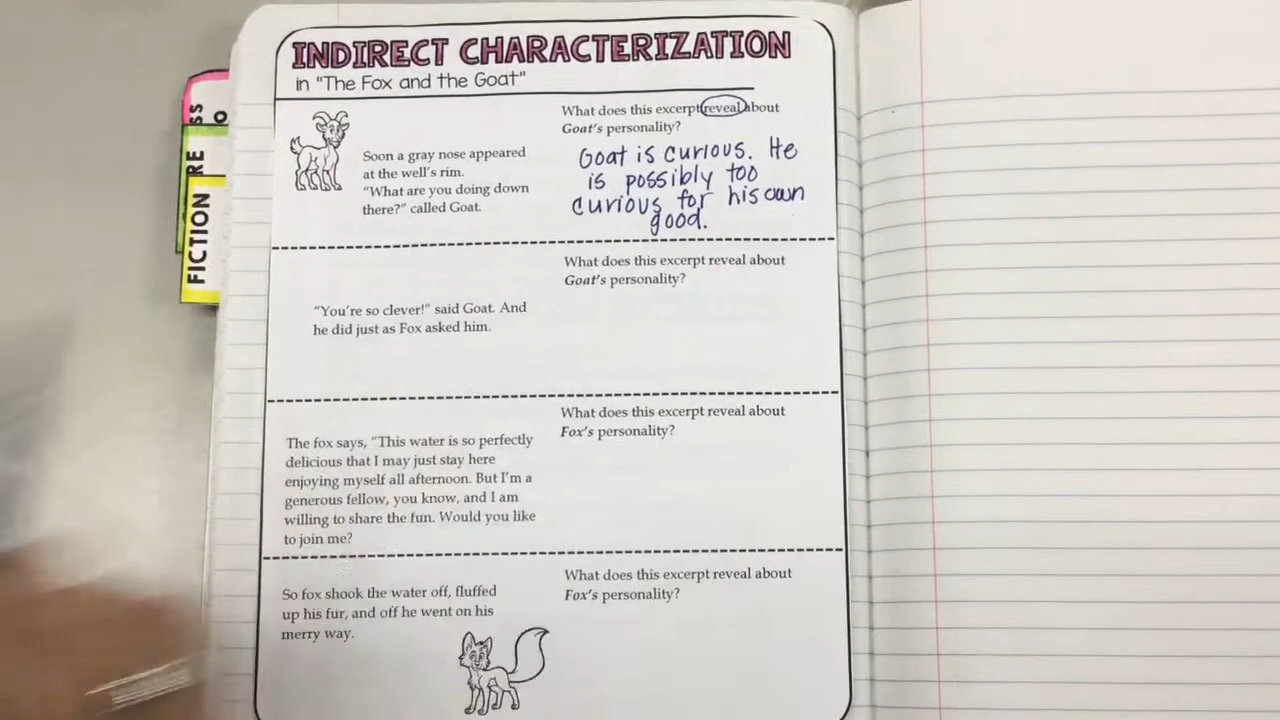 INDIRECT CHARACTERIZATION
in "The Fox and the Goat"
Soon a gray nose appeared
at the well's rim.
"What are you doing down
there?" called Goat.
What does this excerpt reveal about
Goat's personality?
Goat is curious. He
is possibly too
curious for his own
good.
"You're so clever!" said Goat. And
he did just as Fox asked him.
What does this excerpt reveal about
Goat's personality?
The fox says, "This water is so perfectly
delicious that I may just stay here
enjoying myself all afternoon. But I'm a
generous fellow, you know, and I am
willing to share the fun. Would you like
to join me?
What does this excerpt reveal about
Fox's personality?
So fox shook the water off, fluffed
up his fur, and off he went on his
merry way.
What does this excerpt reveal about
Fox's personality?
FICTION